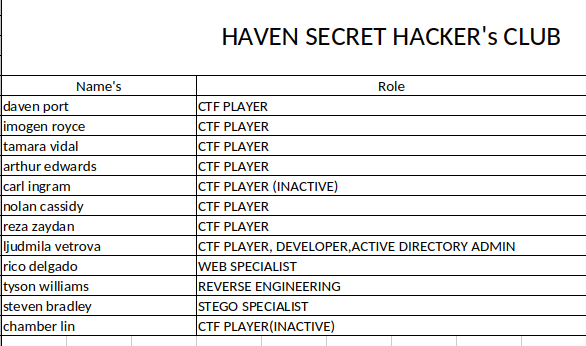 HAVEN SECRET HACKER's CLUB
Name's Role
daven port CTF PLAYER
imogen royce CTF PLAYER
tamara vidal CTF PLAYER
arthur edwards CTF PLAYER
carl ingram CTF PLAYER (INACTIVE)
nolan cassidy CTF PLAYER
reza zaydan CTF PLAYER
ljudmila vetrova CTF PLAYER, DEVELOPER,ACTIVE DIRECTORY ADMIN
rico delgado WEB SPECIALIST
tyson williams REVERSE ENGINEERING
steven bradley STEGO SPECIALIST
chamber lin CTF PLAYER(INACTIVE)